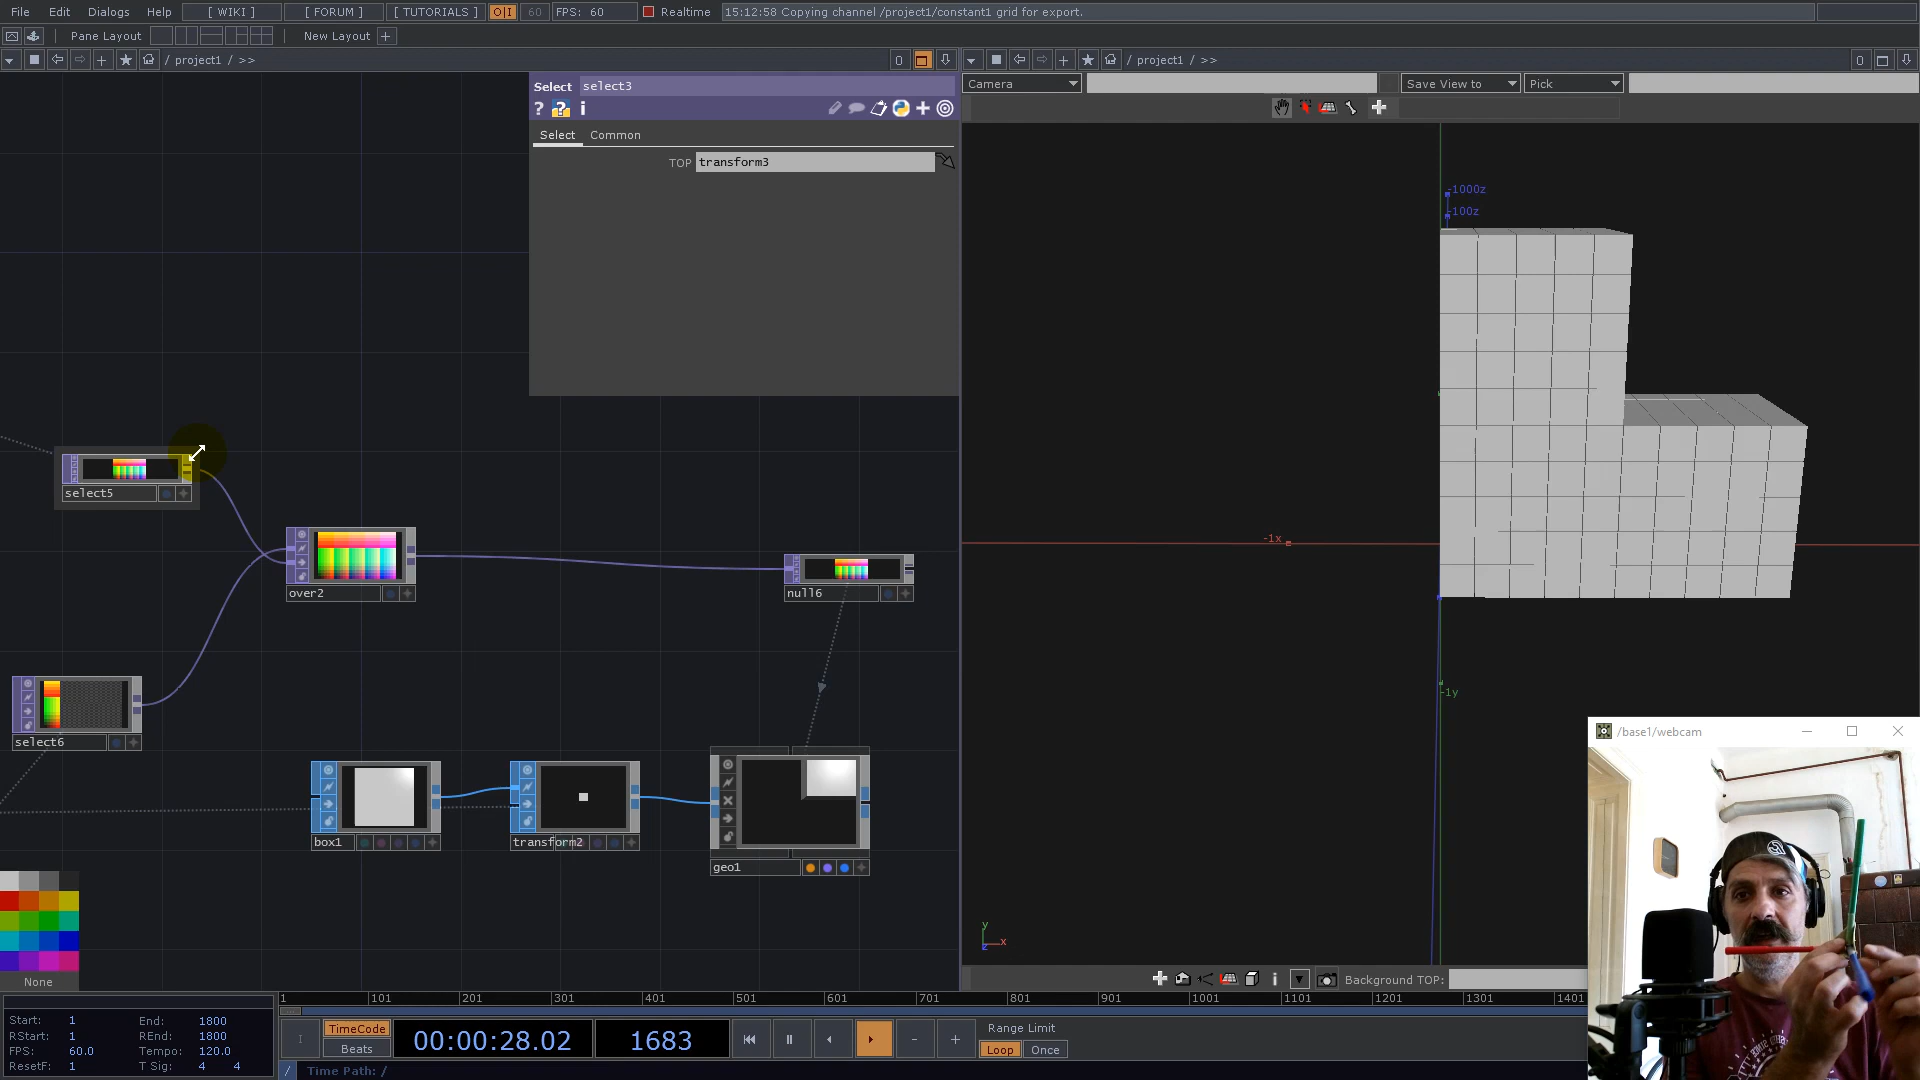 File Edit Dialogs Help [ WIKI ] [ FORUM ] [ TUTORIALS ] O|I 60 FPS: 60 Realtime 15:12:58 Copying channel /project1/constant1 grid for export.
Pane Layout New Layout +
/ project1 / >> 0
/ project1 / >> 0
Select select3
? ? i
Select Common
TOP transform3
Camera Save View to Pick
-1000z
-100z
-1x
-1y
y
x
z
select5
over2
null6
select6
box1
transform2
geo1
None
Background TOP:
/base1/webcam
1 101 201 301 401 501 601 701 801 901 1001 1101 1201 1301 1401
Start: 1 End: 1800
RStart: 1 REnd: 1800
FPS: 60.0 Tempo: 120.0
ResetF: 1 T Sig: 4 4
TimeCode
Beats
00:00:28.02
1683
Range Limit
Loop Once
/ Time Path: /